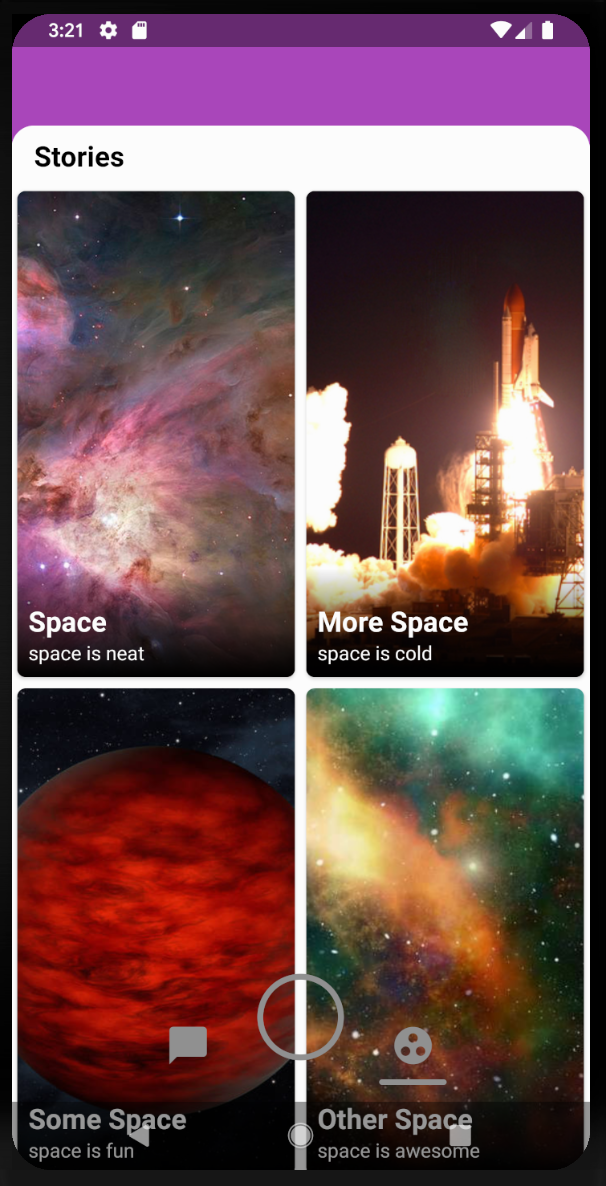 3:21
Stories
Space
space is neat
More Space
space is cold
Some Space
space is fun
Other Space
space is awesome